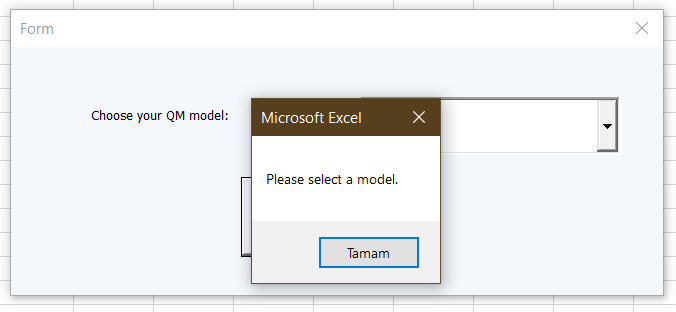 Form
Choose your QM model:
Microsoft Excel
Please select a model.
Tamam